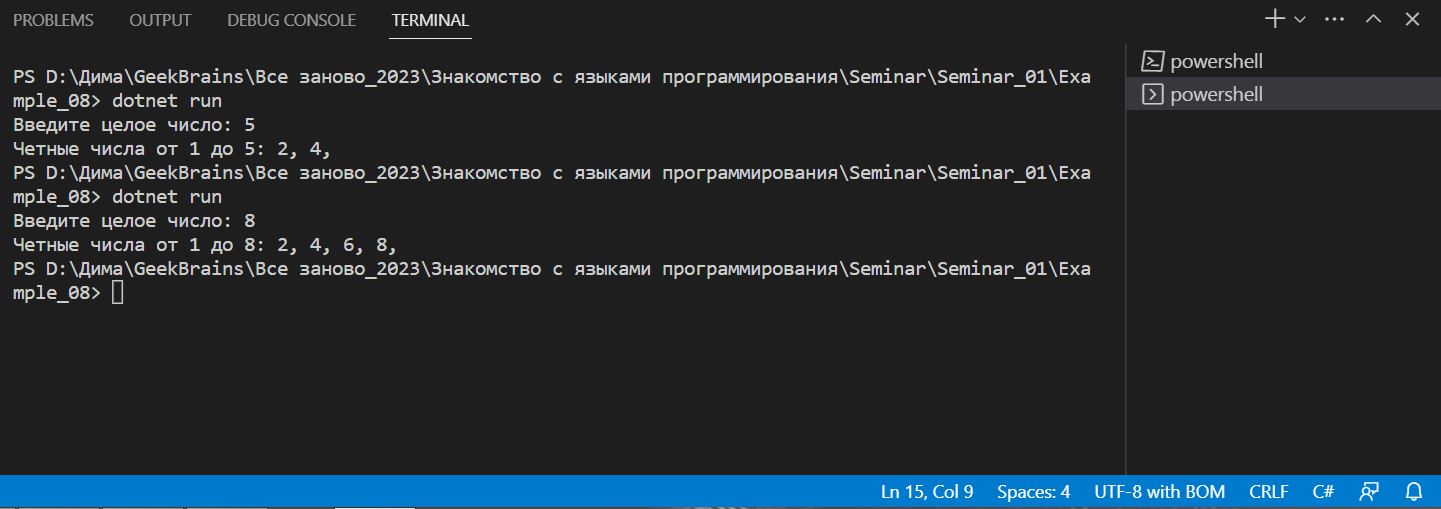 PROBLEMS OUTPUT DEBUG CONSOLE TERMINAL
PS D:\Дима\GeekBrains\Все заново_2023\Знакомство с языками программирования\Seminar\Seminar_01\Exa
mple_08> dotnet run
Введите целое число: 5
Четные числа от 1 до 5: 2, 4,
PS D:\Дима\GeekBrains\Все заново_2023\Знакомство с языками программирования\Seminar\Seminar_01\Exa
mple_08> dotnet run
Введите целое число: 8
Четные числа от 1 до 8: 2, 4, 6, 8,
PS D:\Дима\GeekBrains\Все заново_2023\Знакомство с языками программирования\Seminar\Seminar_01\Exa
mple_08>
powershell
powershell
Ln 15, Col 9 Spaces: 4 UTF-8 with BOM CRLF C#